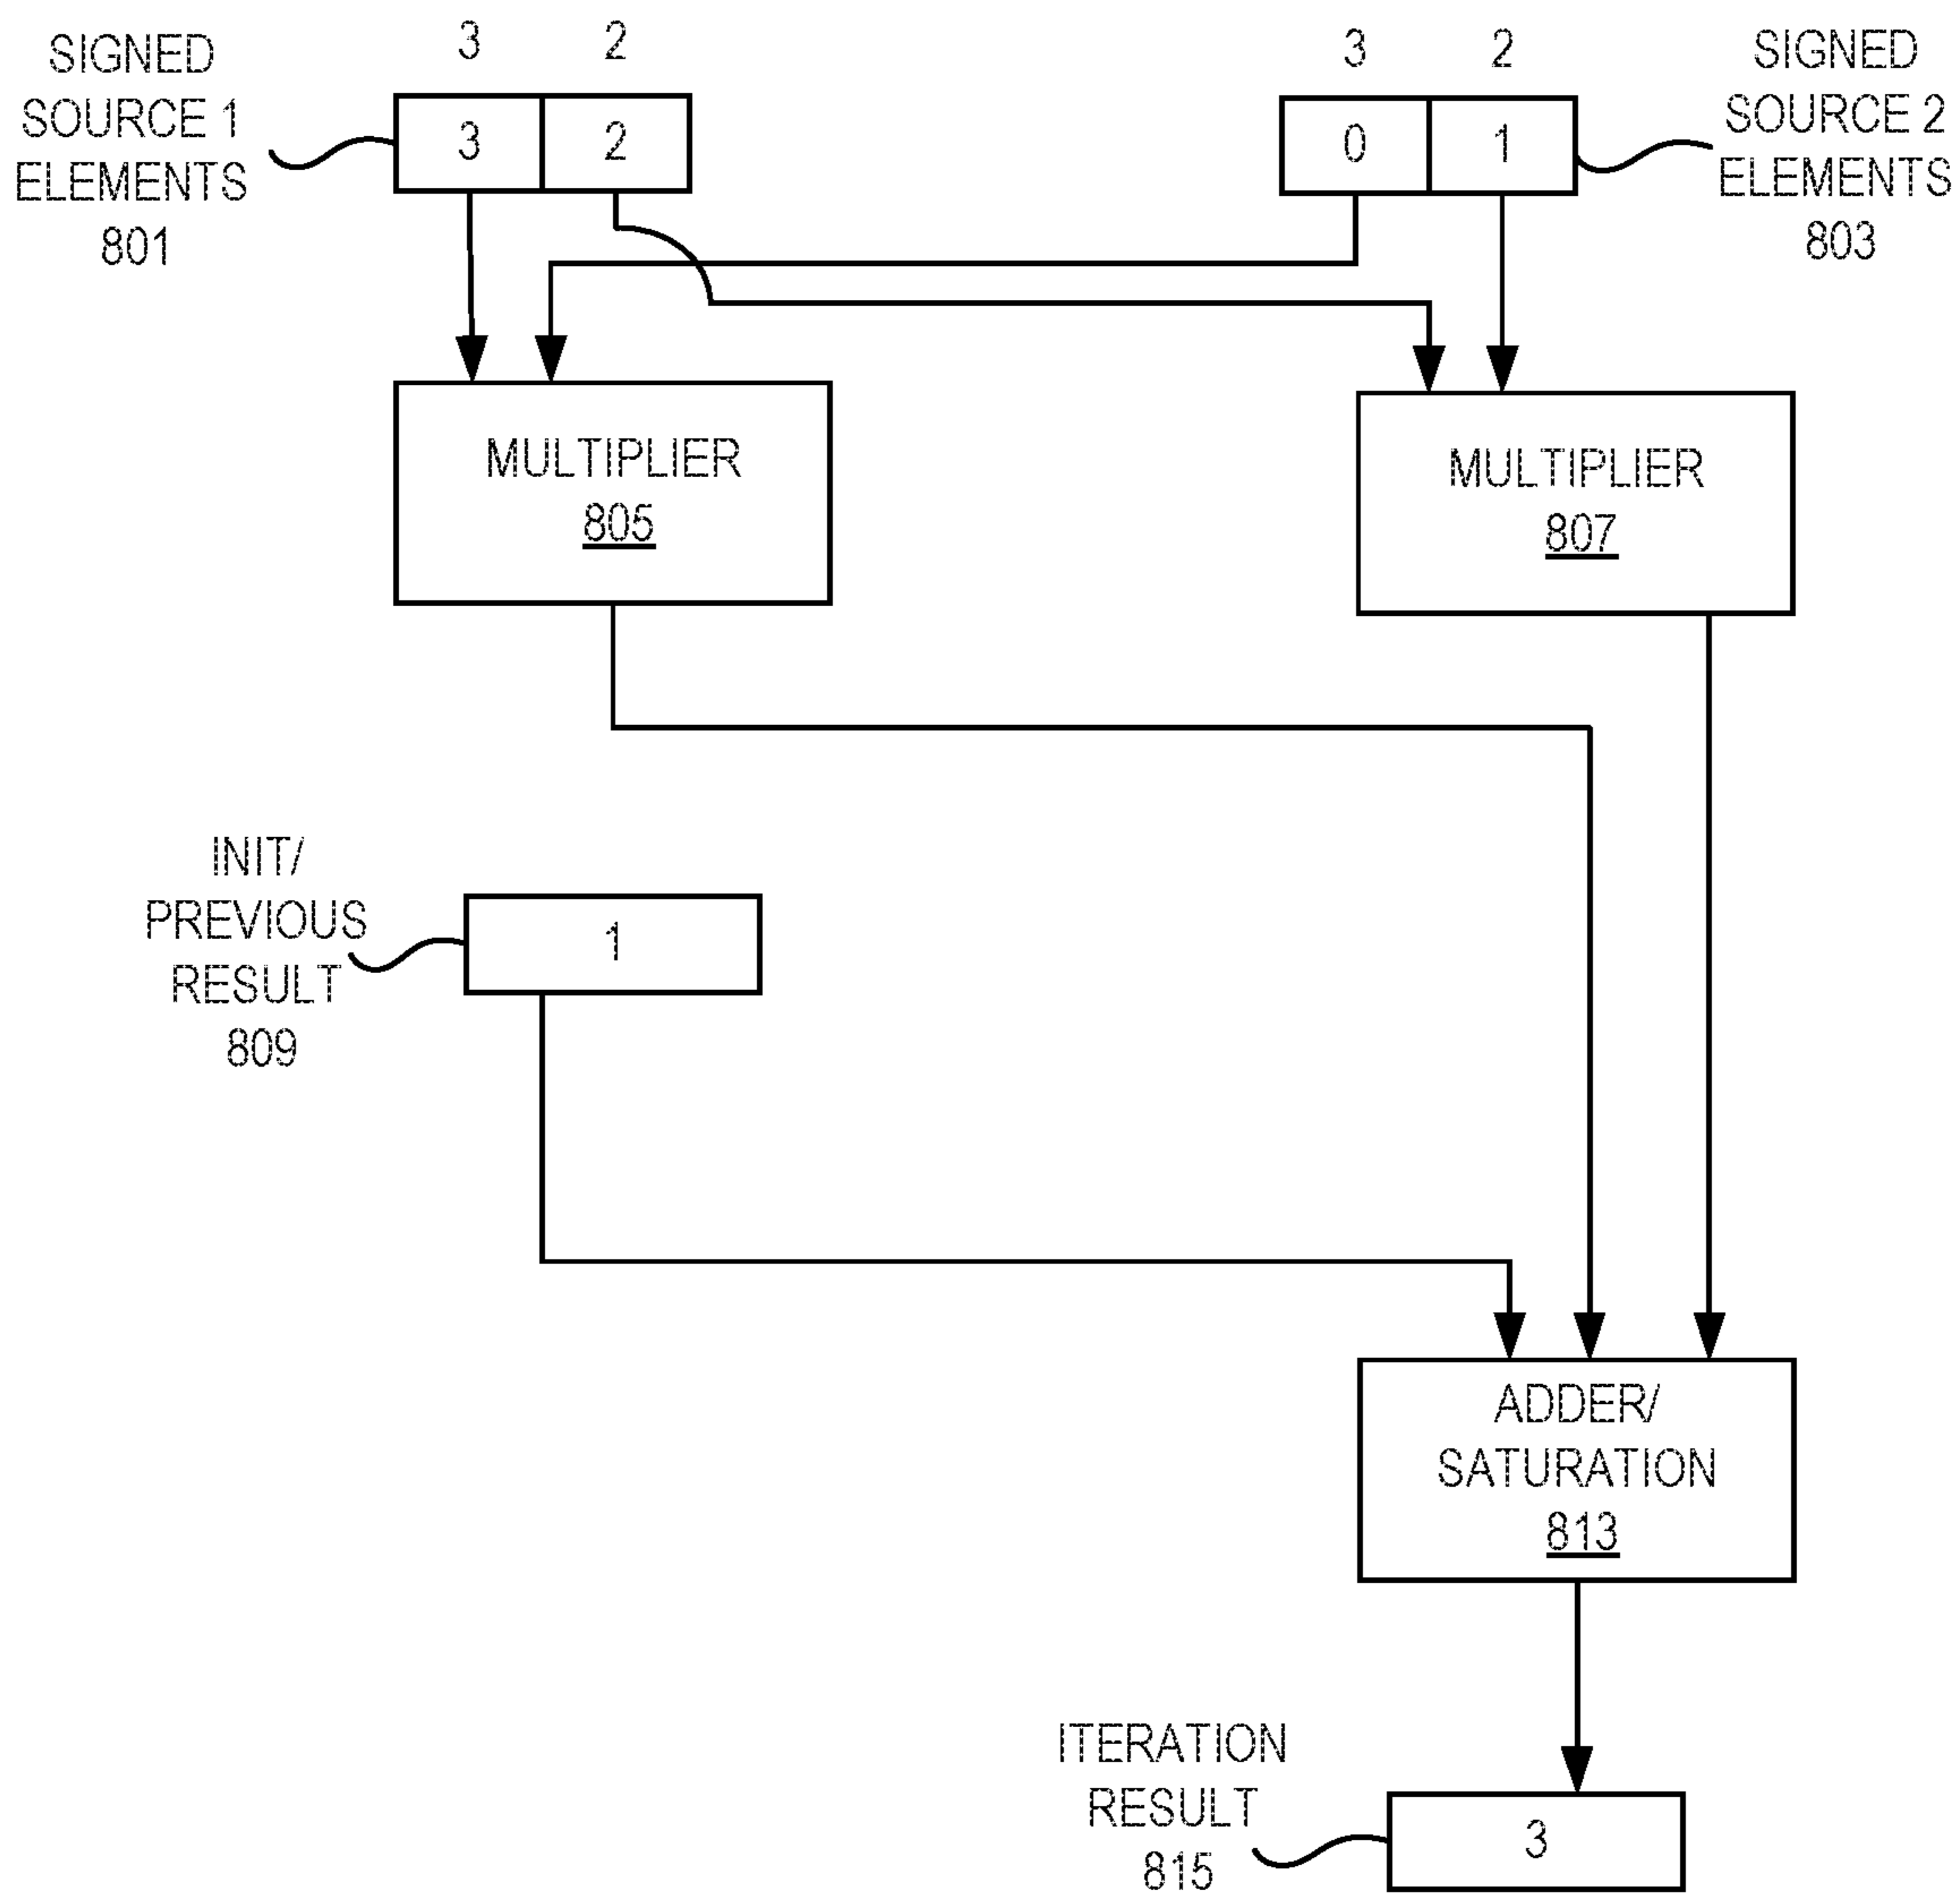 SIGNED
SOURCE 1
ELEMENTS
801
3 2
3 2
3 2
0 1
SIGNED
SOURCE 2
ELEMENTS
803
MULTIPLIER
805
MULTIPLIER
807
INIT/
PREVIOUS
RESULT
809
1
ADDER/
SATURATION
813
ITERATION
RESULT
815
3